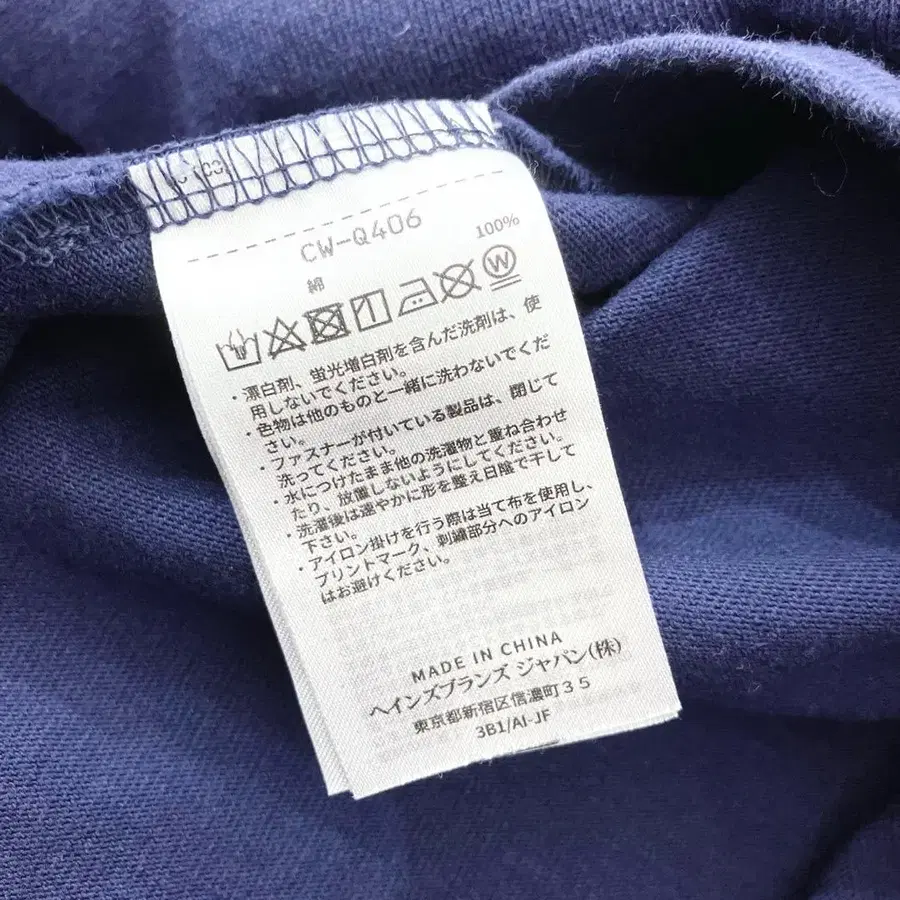 CW-Q406
綿 100%
・漂白剤、蛍光増白剤を含んだ洗剤は、使
用しないでください。
・色物は他のものと一緒に洗わないでくだ
さい。
・ファスナーが付いている製品は、閉じて
洗ってください。
・水につけたまま他の洗濯物と重ね合わせ
たり、放置しないようにしてください。
・洗濯後は速やかに形を整え日陰で干して
下さい。
・アイロン掛けを行う際は当て布を使用し、
プリントマーク、刺繍部分へのアイロン
はお避けください。
MADE IN CHINA
ヘインズブランズ ジャパン(株)
東京都新宿区信濃町35
3B1/AI-JF